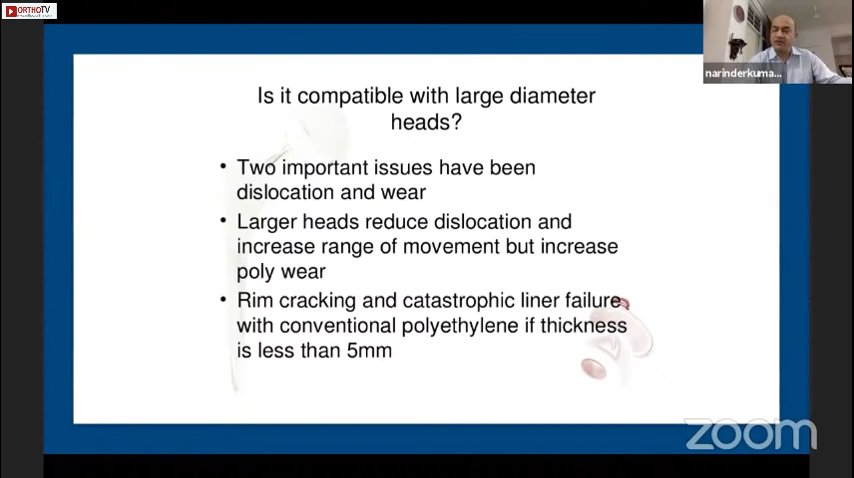 ORTHOTV
narinderkuma...
Is it compatible with large diameter
heads?
• Two important issues have been
dislocation and wear
• Larger heads reduce dislocation and
increase range of movement but increase
poly wear
• Rim cracking and catastrophic liner failure
with conventional polyethylene if thickness
is less than 5mm
zoom